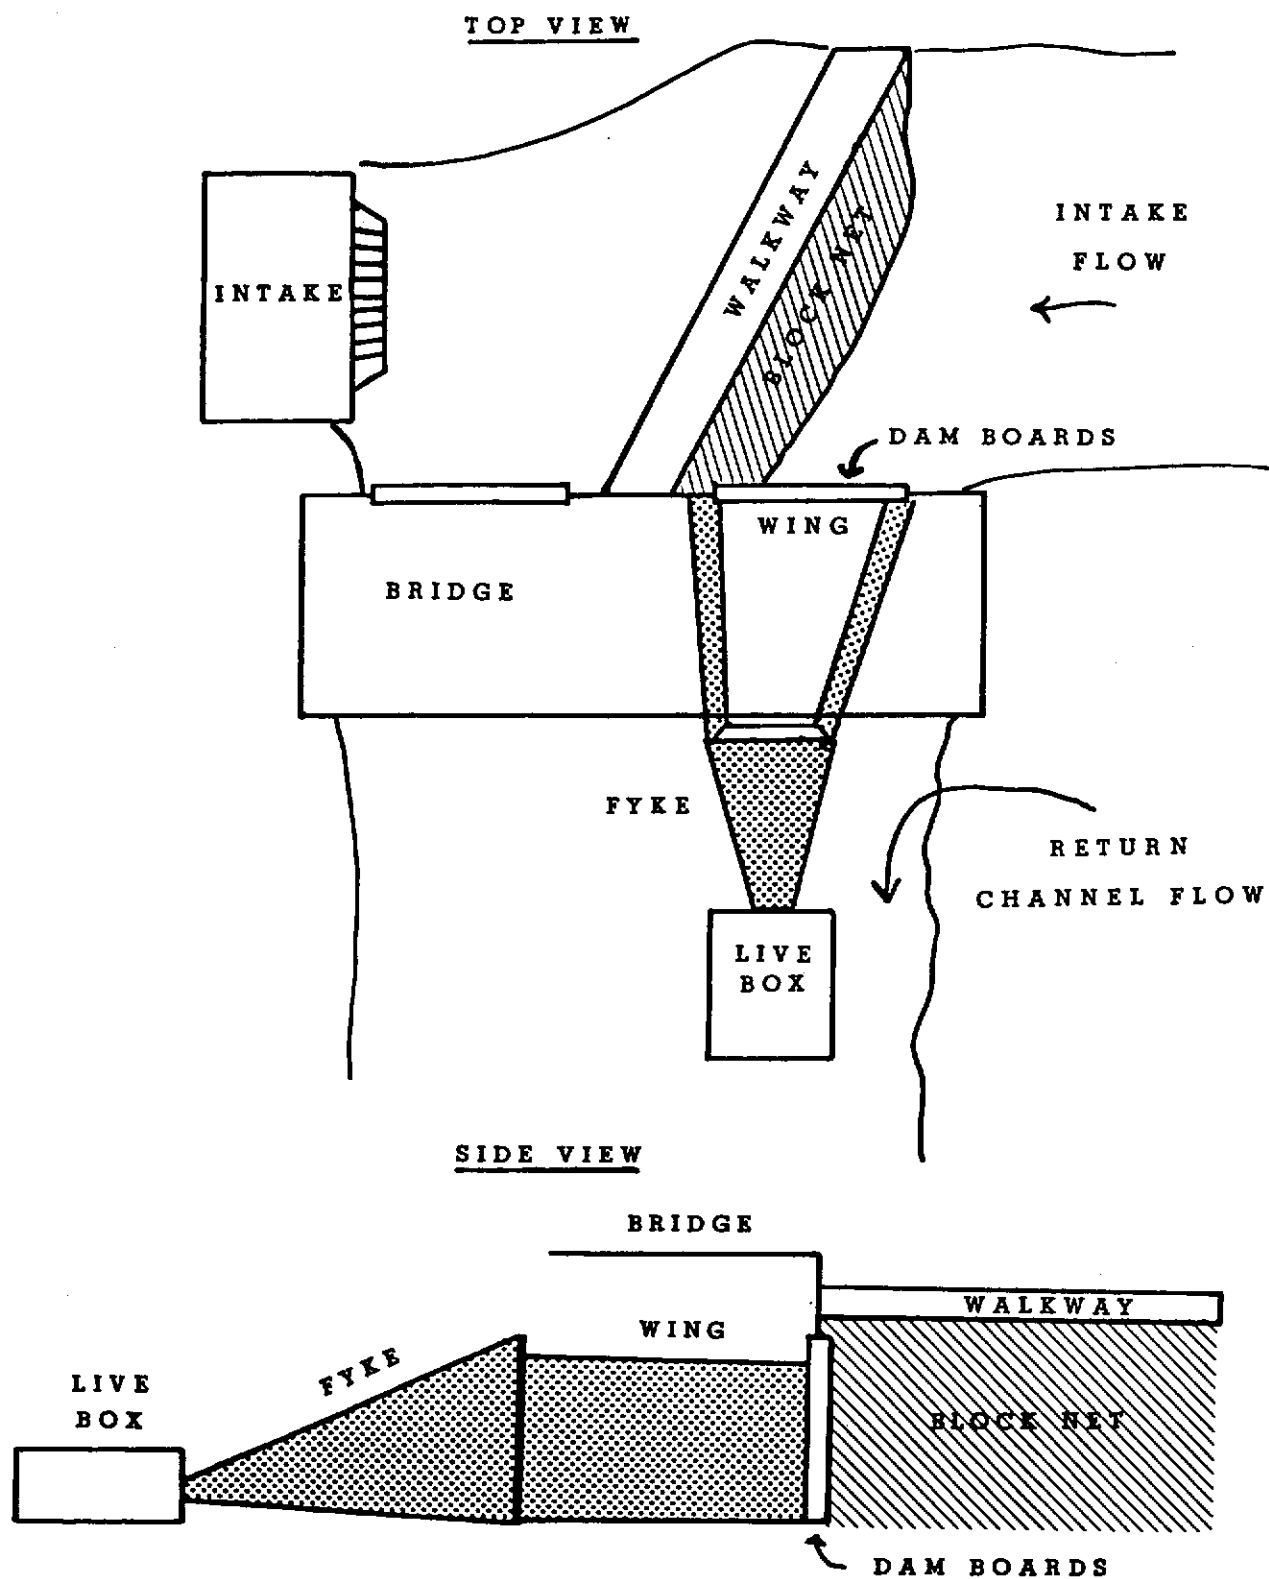 TOP VIEW
WALKWAY
BLOCK NET
INTAKE
FLOW
INTAKE
DAM BOARDS
WING
BRIDGE
FYKE
RETURN
CHANNEL FLOW
LIVE
BOX
SIDE VIEW
BRIDGE
WALKWAY
WING
FYKE
LIVE
BOX
BLOCK NET
DAM BOARDS